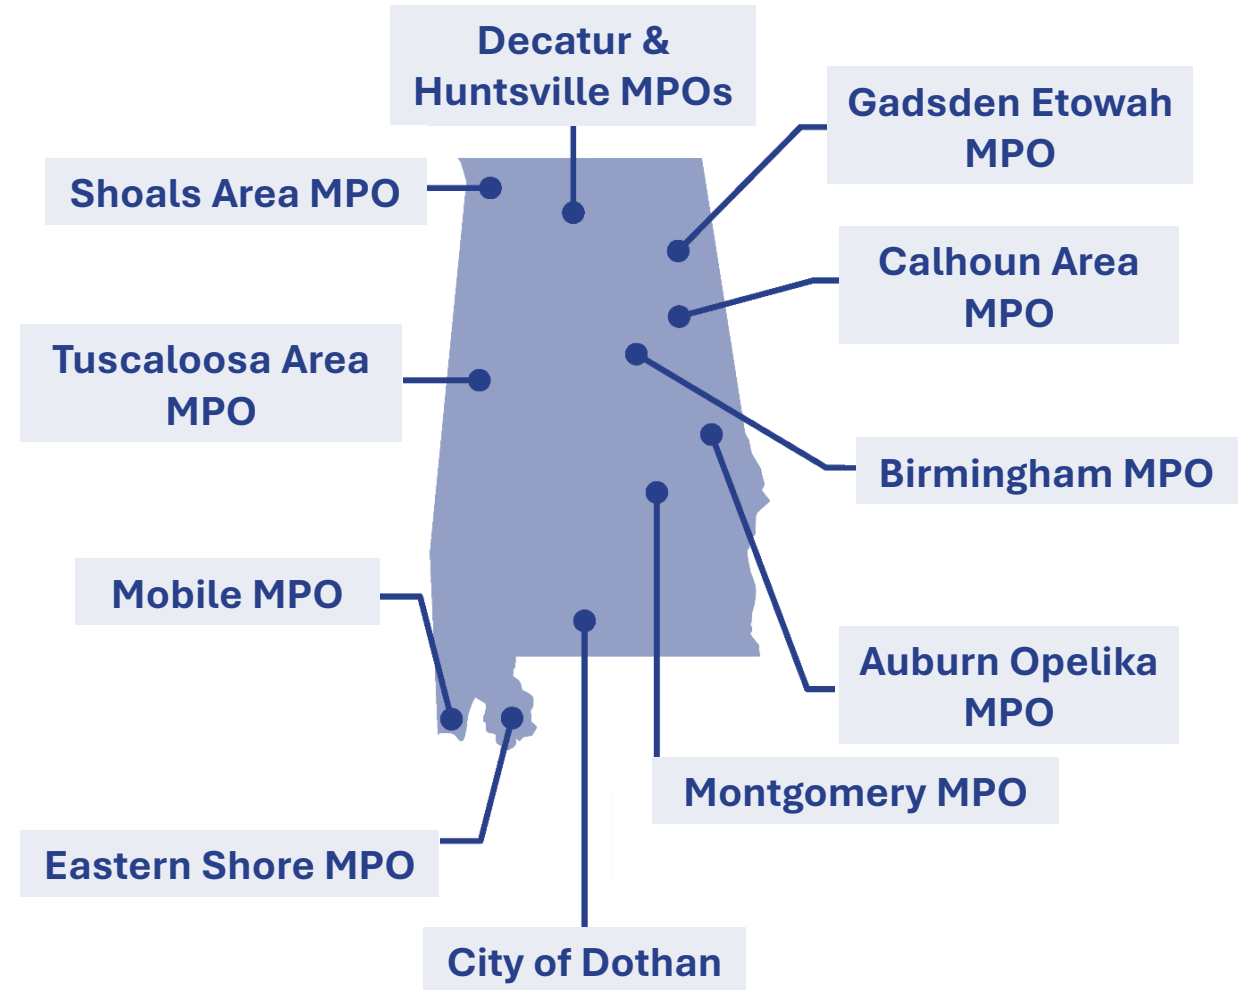 Decatur &
Huntsville MPOs
Gadsden Etowah
MPO
Shoals Area MPO
Calhoun Area
MPO
Tuscaloosa Area
MPO
Birmingham MPO
Mobile MPO
Auburn Opelika
MPO
Montgomery MPO
Eastern Shore MPO
City of Dothan